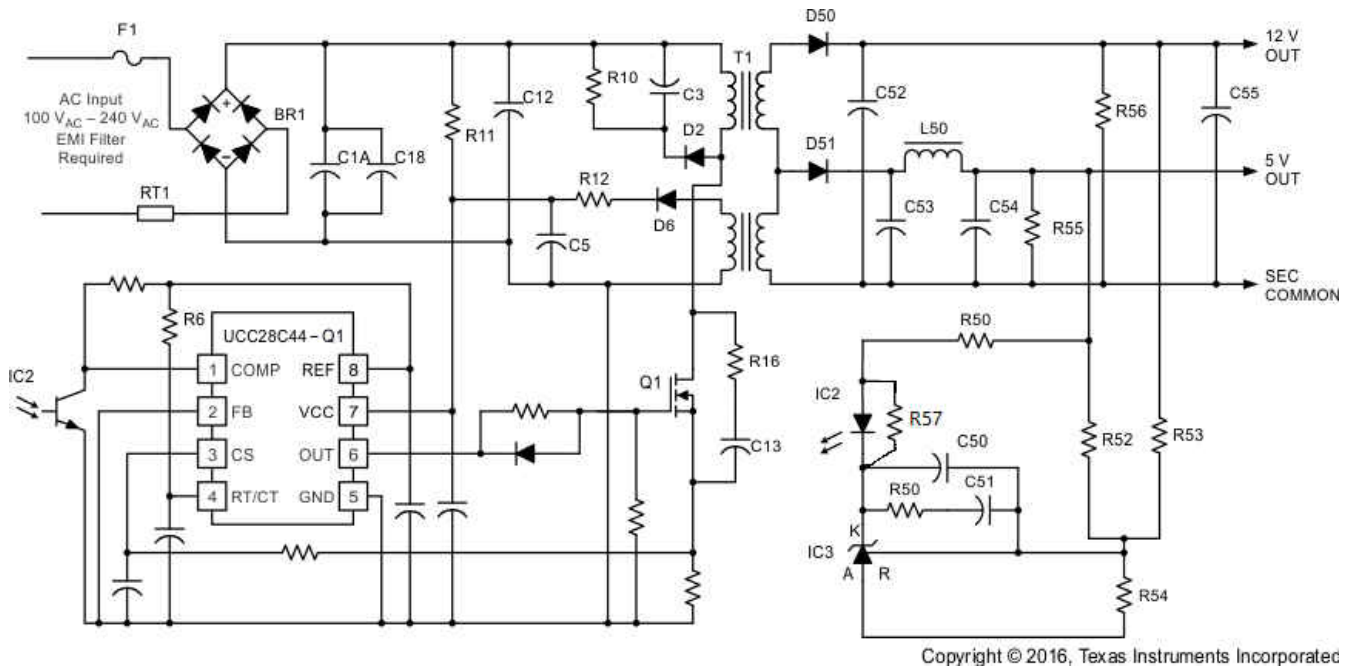 F1
AC Input
100 VAC – 240 VAC
EMI Filter
Required
BR1
RT1
C1A
C18
R11
C12
R10
C3
D2
T1
R12
D6
C5
D50
D51
C52
L50
C53
C54
R55
R56
C55
12 V
OUT
5 V
OUT
SEC
COMMON
R6
UCC28C44–Q1
IC2
1 COMP
REF 8
2 FB
VCC 7
3 CS
OUT 6
4 RT/CT
GND 5
Q1
R16
C13
R50
IC2
R57
C50
R50
C51
K
IC3
A
R
R52
R53
R54
Copyright © 2016, Texas Instruments Incorporated